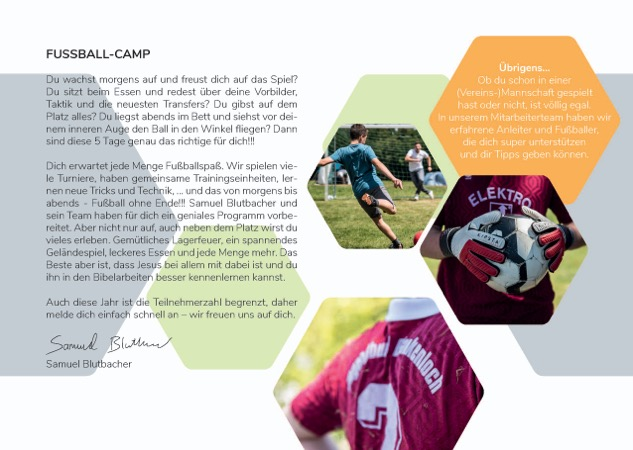 FUSSBALL-CAMP
Du wachst morgens auf und freust dich auf das Spiel?
Du sitzt beim Essen und redest über deine Vorbilder,
Taktik und die neuesten Transfers? Du gibst auf dem
Platz alles? Du liegst abends im Bett und siehst vor dei-
nem inneren Auge den Ball in den Winkel fliegen? Dann
sind diese 5 Tage genau das richtige für dich!!!
Dich erwartet jede Menge Fußballspaß. Wir spielen vie-
le Turniere, haben gemeinsame Trainingseinheiten, ler-
nen neue Tricks und Technik, ... und das von morgens bis
abends - Fußball ohne Ende!!! Samuel Blutbacher und
sein Team haben für dich ein geniales Programm vorbe-
reitet. Aber nicht nur auf, auch neben dem Platz wirst du
vieles erleben. Gemütliches Lagerfeuer, ein spannendes
Geländespiel, leckeres Essen und jede Menge mehr. Das
Beste aber ist, dass Jesus bei allem mit dabei ist und du
ihn in den Bibelarbeiten besser kennenlernen kannst.
Auch diese Jahr ist die Teilnehmerzahl begrenzt, daher
melde dich einfach schnell an – wir freuen uns auf dich.
Samuel Blutbacher
Übrigens...
Ob du schon in einer
(Vereins-)Mannschaft gespielt
hast oder nicht, ist völlig egal.
In unserem Mitarbeiterteam haben wir
erfahrene Anleiter und Fußballer,
die dich super unterstützen
und dir Tipps geben können.
ELEKTRO
DERBYSTAR
2